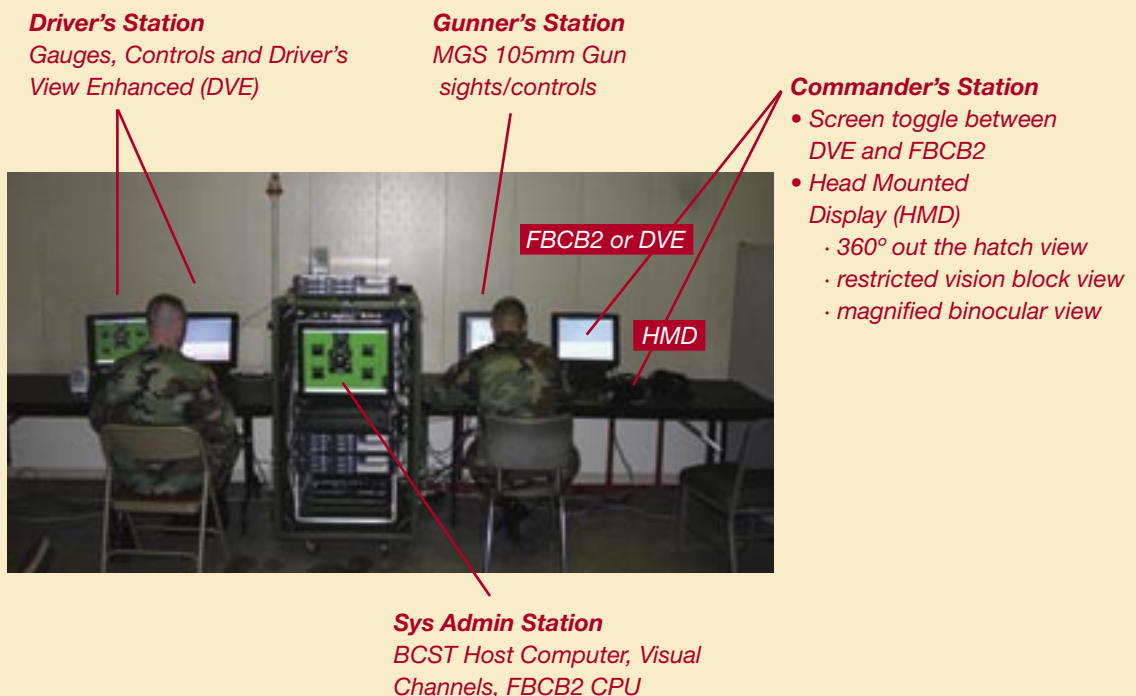 Driver's Station
Gauges, Controls and Driver's
View Enhanced (DVE)
Gunner's Station
MGS 105mm Gun
sights/controls
Commander's Station
• Screen toggle between
DVE and FBCB2
• Head Mounted
Display (HMD)
· 360º out the hatch view
· restricted vision block view
· magnified binocular view
FBCB2 or DVE
HMD
Sys Admin Station
BCST Host Computer, Visual
Channels, FBCB2 CPU